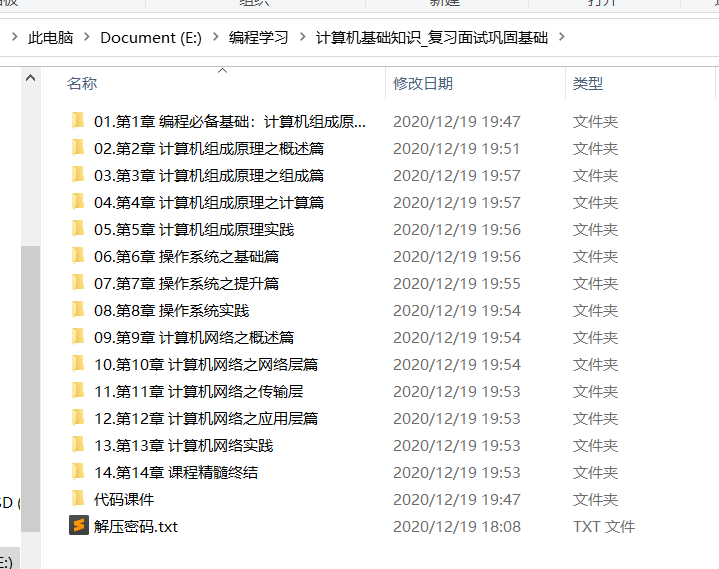 组织
新建
打开
此电脑 > Document (E:) > 编程学习 > 计算机基础知识_复习面试巩固基础 >
名称 修改日期 类型
01.第1章 编程必备基础：计算机组成原... 2020/12/19 19:47 文件夹
02.第2章 计算机组成原理之概述篇 2020/12/19 19:51 文件夹
03.第3章 计算机组成原理之组成篇 2020/12/19 19:57 文件夹
04.第4章 计算机组成原理之计算篇 2020/12/19 19:57 文件夹
05.第5章 计算机组成原理实践 2020/12/19 19:56 文件夹
06.第6章 操作系统之基础篇 2020/12/19 19:56 文件夹
07.第7章 操作系统之提升篇 2020/12/19 19:55 文件夹
08.第8章 操作系统实践 2020/12/19 19:54 文件夹
09.第9章 计算机网络之概述篇 2020/12/19 19:54 文件夹
10.第10章 计算机网络之网络层篇 2020/12/19 19:54 文件夹
11.第11章 计算机网络之传输层 2020/12/19 19:53 文件夹
12.第12章 计算机网络之应用层篇 2020/12/19 19:53 文件夹
13.第13章 计算机网络实践 2020/12/19 19:53 文件夹
14.第14章 课程精髓终结 2020/12/19 19:53 文件夹
代码课件 2020/12/19 19:47 文件夹
SD (
解压密码.txt 2020/12/19 18:08 TXT 文件
E:)